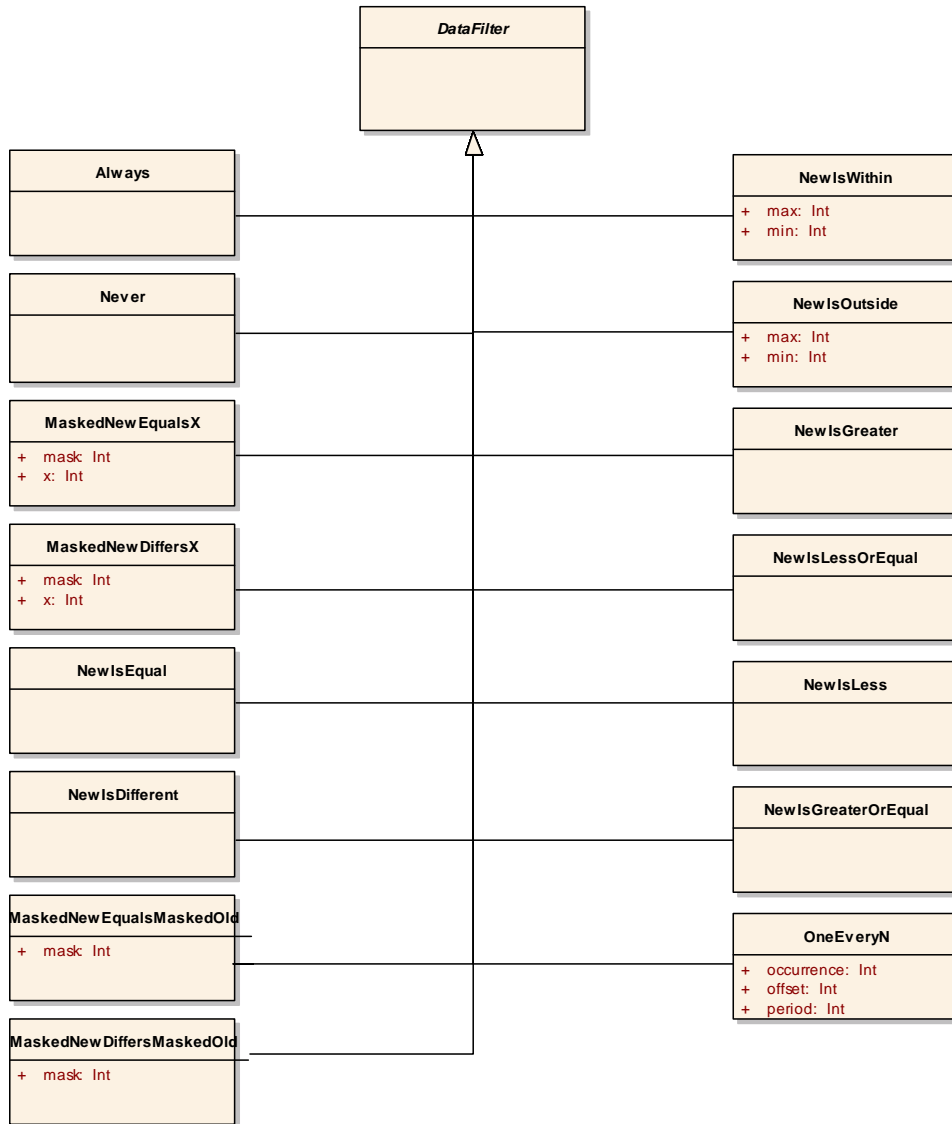 DataFilter
Always
Never
MaskedNewEqualsX
+ mask: Int
+ x: Int
MaskedNewDiffersX
+ mask: Int
+ x: Int
NewIsEqual
NewIsDifferent
MaskedNewEqualsMaskedOld
+ mask: Int
MaskedNewDiffersMaskedOld
+ mask: Int
NewIsWithin
+ max: Int
+ min: Int
NewIsOutside
+ max: Int
+ min: Int
NewIsGreater
NewIsLessOrEqual
NewIsLess
NewIsGreaterOrEqual
OneEveryN
+ occurrence: Int
+ offset: Int
+ period: Int